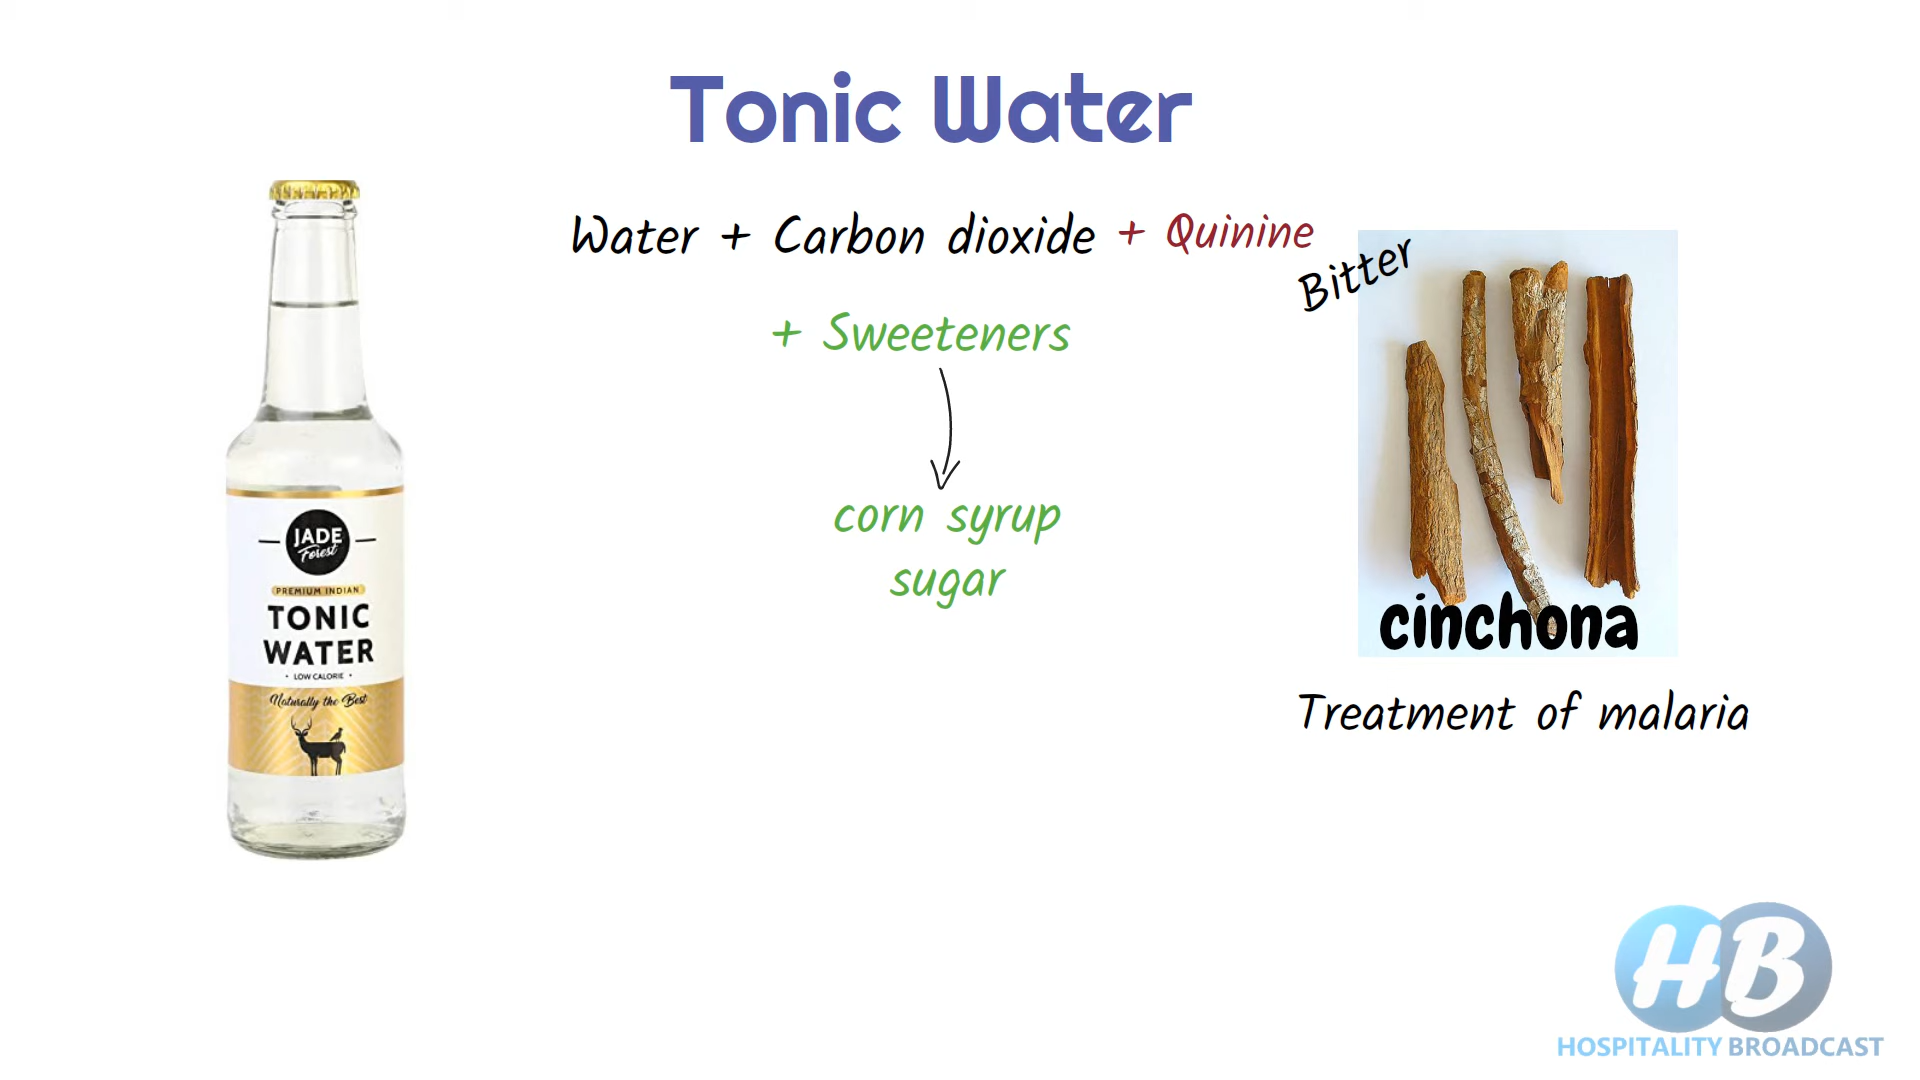 Tonic Water
Water + Carbon dioxide + Quinine
Bitter
+ Sweeteners
corn syrup
sugar
cinchona
Treatment of malaria
JADE
Forest
PREMIUM INDIAN
TONIC
WATER
• LOW CALORIE •
Naturally the Best
HB
HOSPITALITY BROADCAST